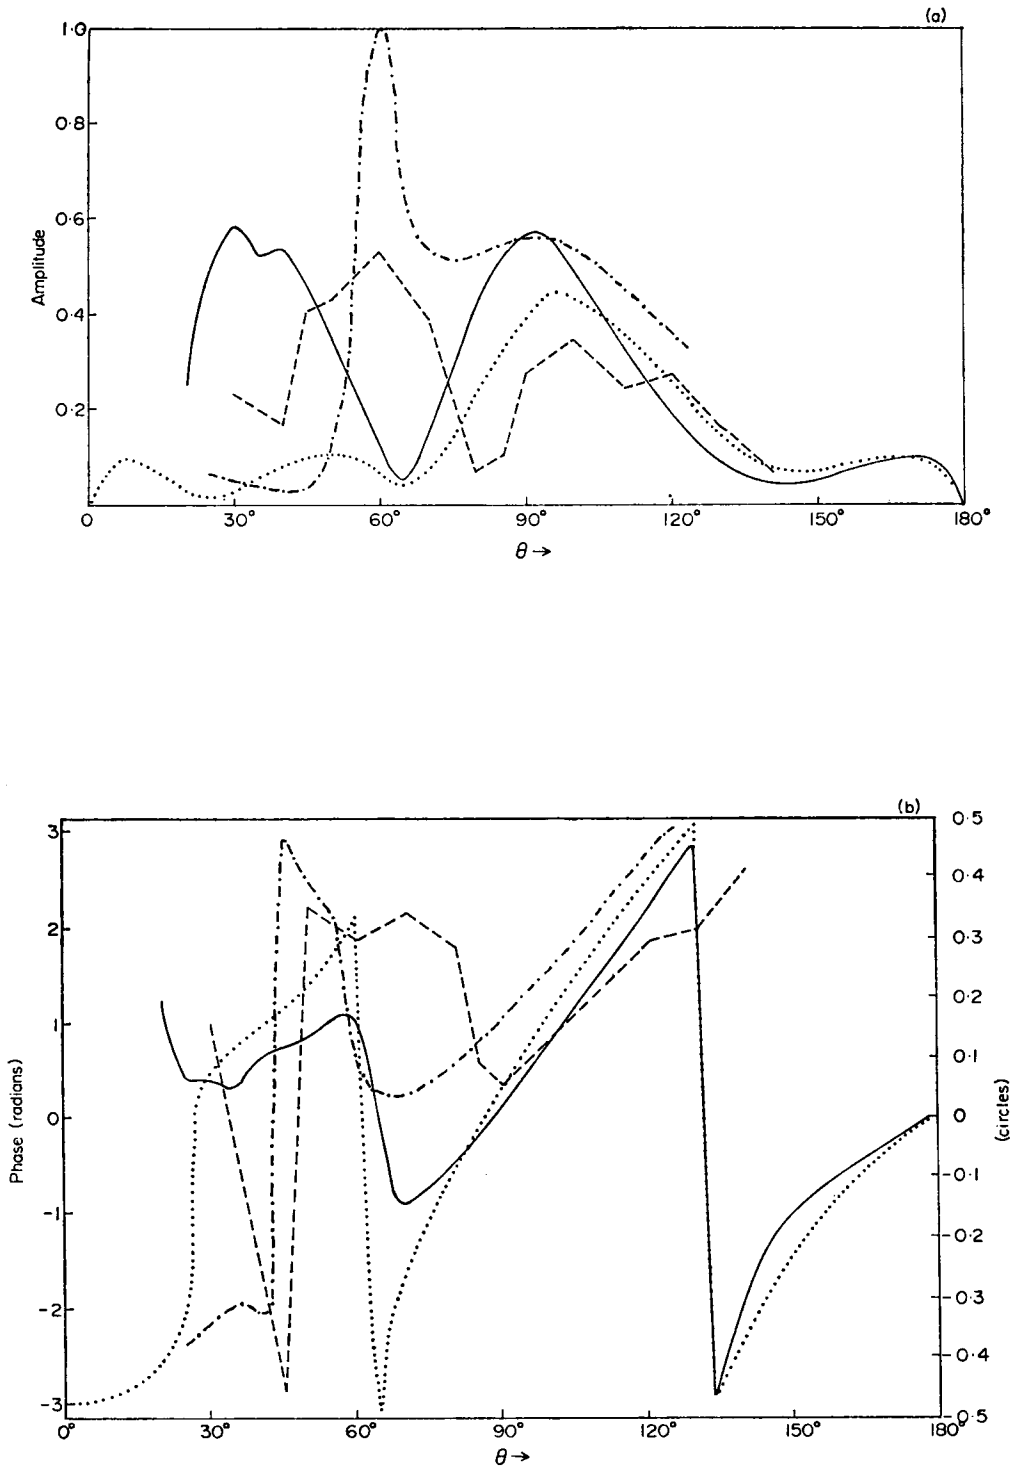 (a)
1·0
0·8
0·6
0·4
0·2
Amplitude
0 30° 60° 90° 120° 150° 180°
θ→
(b)
3
2
1
0
-1
-2
-3
Phase (radians)
0·5
0·4
0·3
0·2
0·1
0
-0·1
-0·2
-0·3
-0·4
-0·5
(circles)
0° 30° 60° 90° 120° 150° 180°
θ→